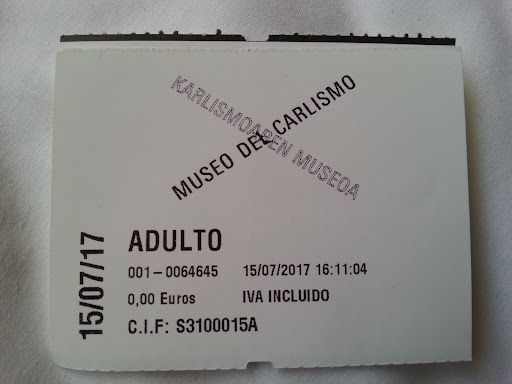 KARLISMOAREN MUSEOA
MUSEO DEL CARLISMO
15/07/17
ADULTO
001-0064645 15/07/2017 16:11:04
0,00 Euros IVA INCLUIDO
C.I.F: S3100015A